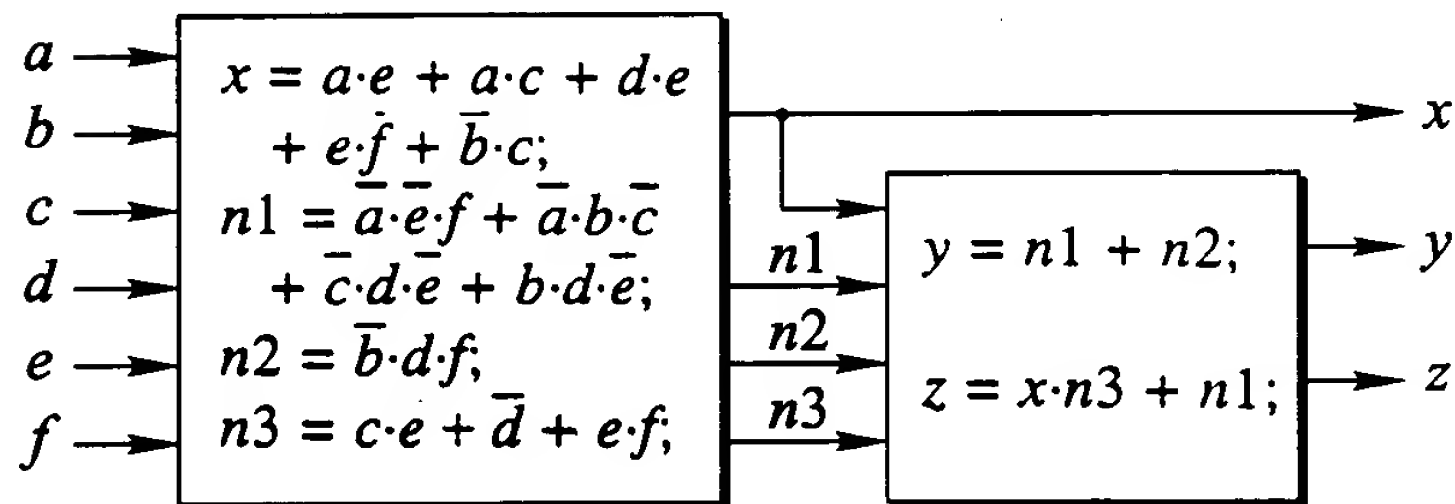 a
b
c
d
e
f
x = a·e + a·c + d·e
+ e·f + b̅·c;
n1 = a̅·e̅·f + a̅·b·c̅
+ c̅·d·e̅ + b·d·e̅;
n2 = b̅·d·f;
n3 = c·e + d̅ + e·f;
n1
n2
n3
y = n1 + n2;
z = x·n3 + n1;
x
y
z